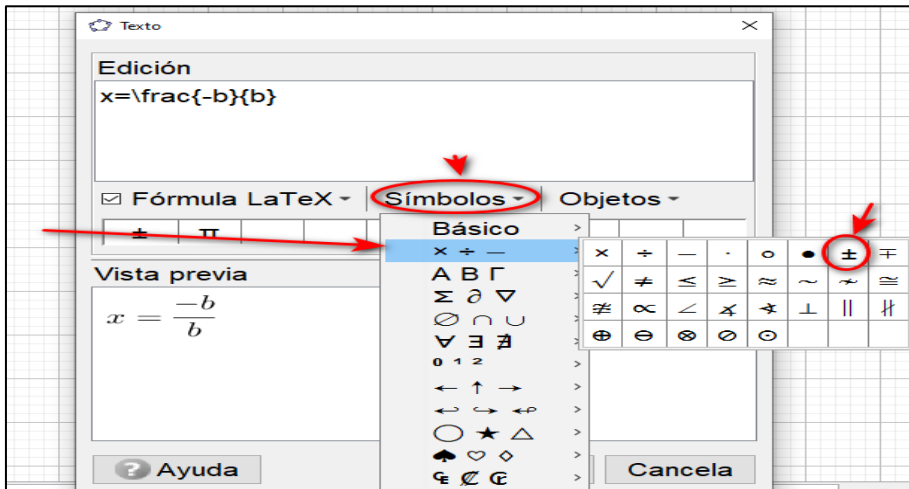 Texto
Edición
x=\frac{-b}{b}
Fórmula LaTeX Símbolos Objetos
± π
Básico
× ÷ —
Α Β Γ
Σ ∂ ∇
∅ ∩ ∪
∀ ∃ ∄
⁰ ¹ ²
← ↑ →
↩ ↪ ↫
◯ ★ △
♠ ♡ ◇
× ÷ — · ∘ ● ± ∓
√ ≠ ≤ ≥ ≈ ∼ ≁ ≅
≇ ∝ ∠ ∡ ∢ ⊥ ∥ ∦
⊕ ⊖ ⊗ ⊘ ⊙
Vista previa
x = -b/b
? Ayuda Cancela